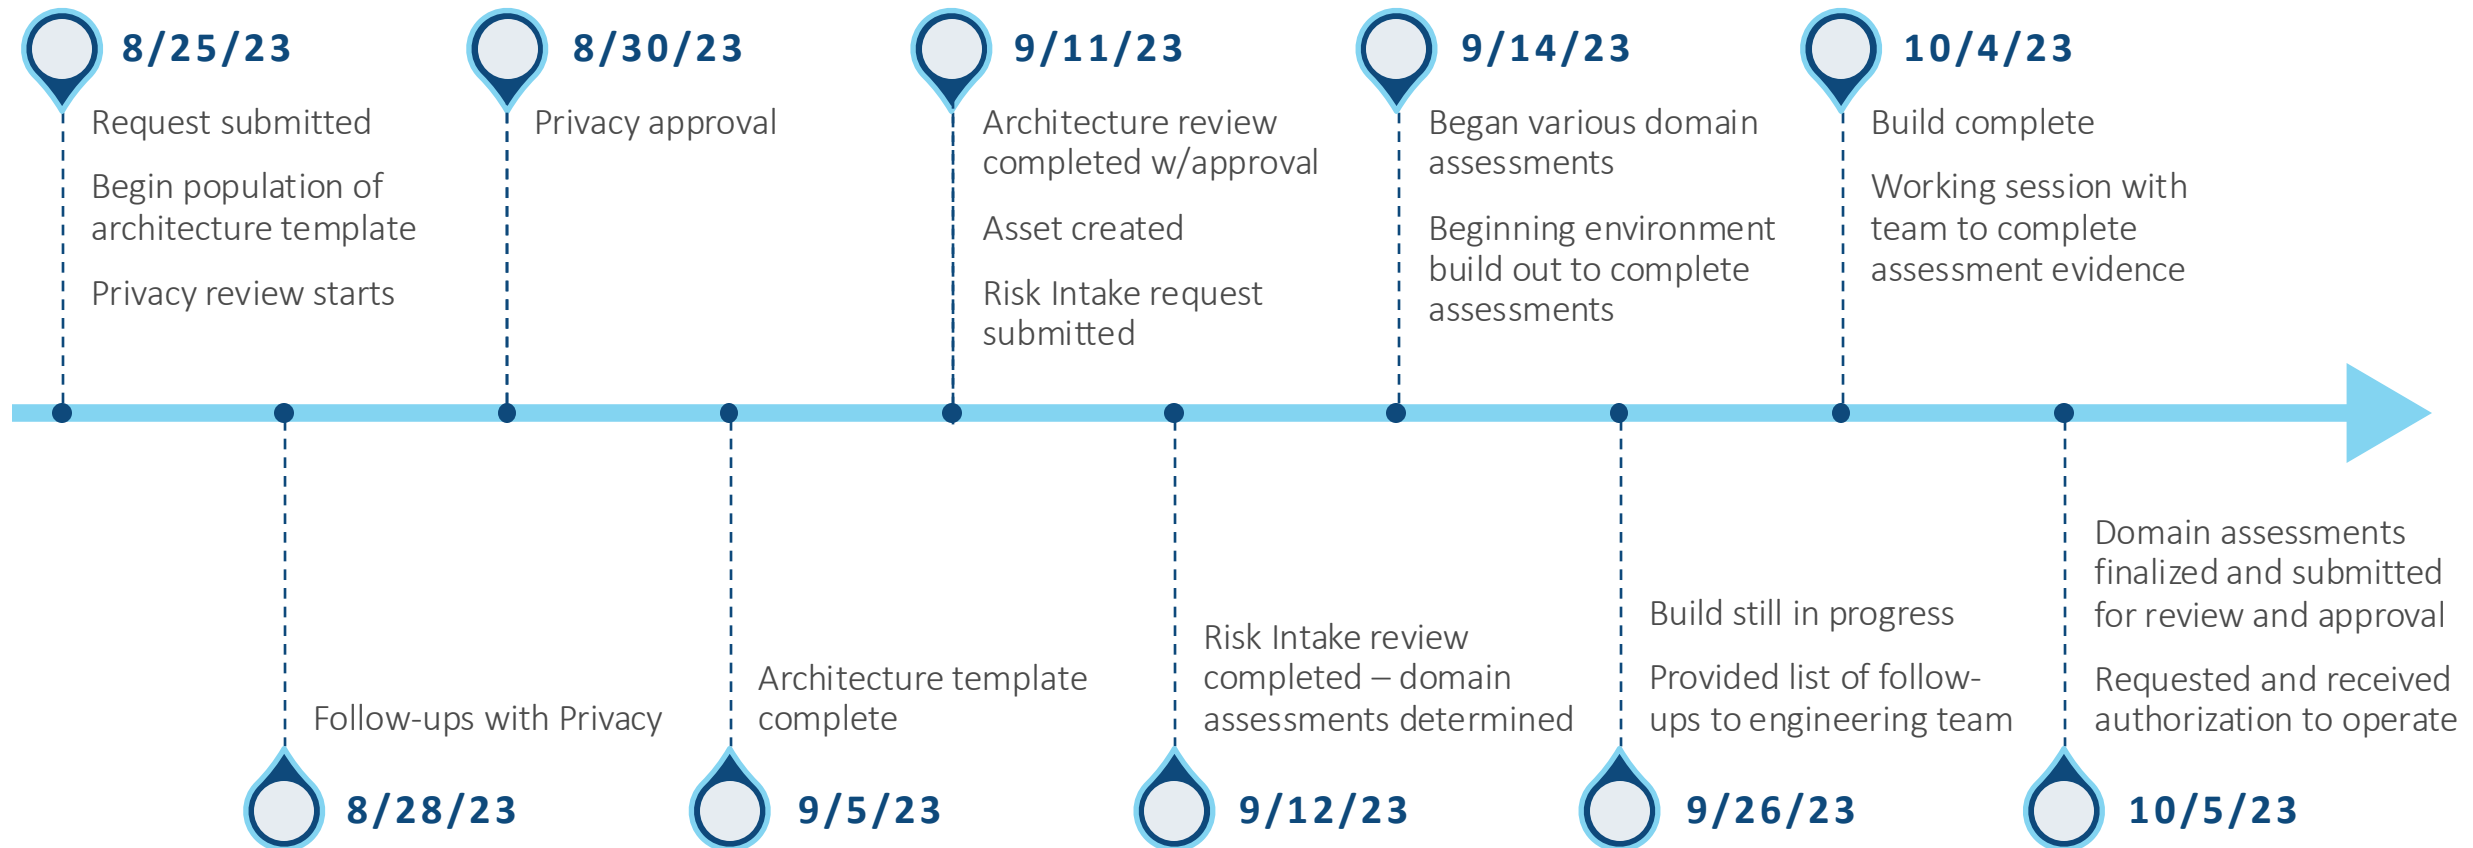 8/25/23
Request submitted
Begin population of
architecture template
Privacy review starts
8/28/23
Follow-ups with Privacy
8/30/23
Privacy approval
9/5/23
Architecture template
complete
9/11/23
Architecture review
completed w/approval
Asset created
Risk Intake request
submitted
9/12/23
Risk Intake review
completed – domain
assessments determined
9/14/23
Began various domain
assessments
Beginning environment
build out to complete
assessments
9/26/23
Build still in progress
Provided list of follow-
ups to engineering team
10/4/23
Build complete
Working session with
team to complete
assessment evidence
10/5/23
Domain assessments
finalized and submitted
for review and approval
Requested and received
authorization to operate